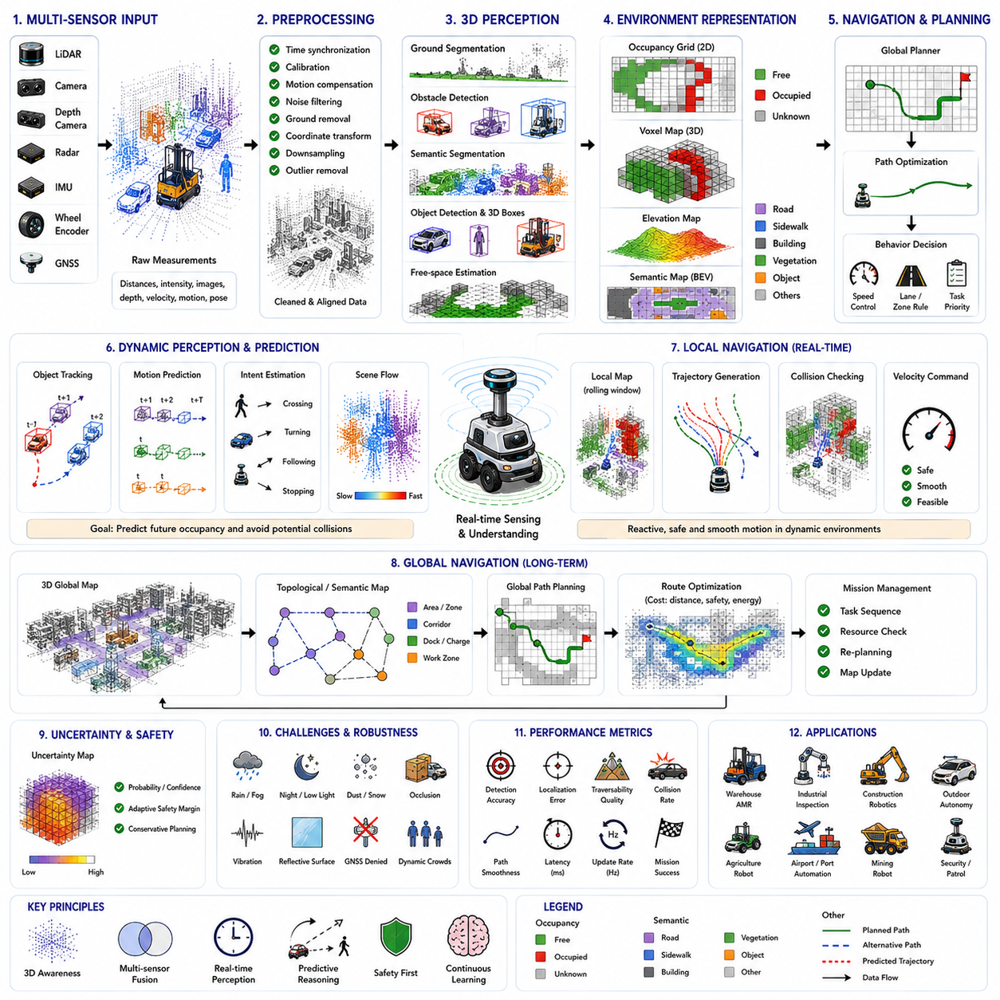 1. MULTI-SENSOR INPUT
LiDAR
Camera
Depth
Camera
Radar
IMU
Wheel
Encoder
GNSS
Raw Measurements
Distances, intensity, images,
depth, velocity, motion, pose
2. PREPROCESSING
Time synchronization
Calibration
Motion compensation
Noise filtering
Ground removal
Coordinate transform
Downsampling
Outlier removal
Cleaned & Aligned Data
3. 3D PERCEPTION
Ground Segmentation
Obstacle Detection
Semantic Segmentation
Object Detection & 3D Boxes
Free-space Estimation
4. ENVIRONMENT REPRESENTATION
Occupancy Grid (2D)
Voxel Map (3D)
Elevation Map
Semantic Map (BEV)
Free
Occupied
Unknown
Road
Sidewalk
Building
Vegetation
Object
Others
5. NAVIGATION & PLANNING
Global Planner
Path Optimization
Behavior Decision
Speed
Control
Lane /
Zone Rule
Task
Priority
6. DYNAMIC PERCEPTION & PREDICTION
Object Tracking
t+1
t-1
t+2
Motion Prediction
t+1 t+2 t+T
t
t t
Intent Estimation
Crossing
Turning
Following
Stopping
Scene Flow
Slow Fast
Goal: Predict future occupancy and avoid potential collisions
Real-time Sensing
& Understanding
7. LOCAL NAVIGATION (REAL-TIME)
Local Map
(rolling window)
Trajectory Generation
Collision Checking
Velocity Command
Safe
Smooth
Feasible
Reactive, safe and smooth motion in dynamic environments
8. GLOBAL NAVIGATION (LONG-TERM)
3D Global Map
Topological / Semantic Map
Area / Zone
Corridor
Dock / Charge
Work Zone
Global Path Planning
Route Optimization
(Cost: distance, safety, energy)
Mission Management
Task Sequence
Resource Check
Re-planning
Map Update
9. UNCERTAINTY & SAFETY
Uncertainty Map
Probability / Confidence
Adaptive Safety Margin
Conservative Planning
Low High
10. CHALLENGES & ROBUSTNESS
Rain / Fog
Night / Low Light
Dust / Snow
Occlusion
Vibration
Reflective Surface
GNSS Denied
Dynamic Crowds
11. PERFORMANCE METRICS
Detection
Accuracy
Localization
Error
Traversability
Quality
Collision
Rate
Path
Smoothness
Latency
(ms)
Hz
Update Rate
(Hz)
Mission
Success
12. APPLICATIONS
Warehouse
AMR
Industrial
Inspection
Construction
Robotics
Outdoor
Autonomy
Agriculture
Robot
Airport / Port
Automation
Mining
Robot
Security /
Patrol
KEY PRINCIPLES
3D Awareness
Multi-sensor
Fusion
Real-time
Perception
Predictive
Reasoning
Safety First
Continuous
Learning
LEGEND
Occupancy
Free
Occupied
Unknown
Semantic
Road
Sidewalk
Building
Vegetation
Object
Other
Other
Planned Path
Alternative Path
Predicted Trajectory
Data Flow